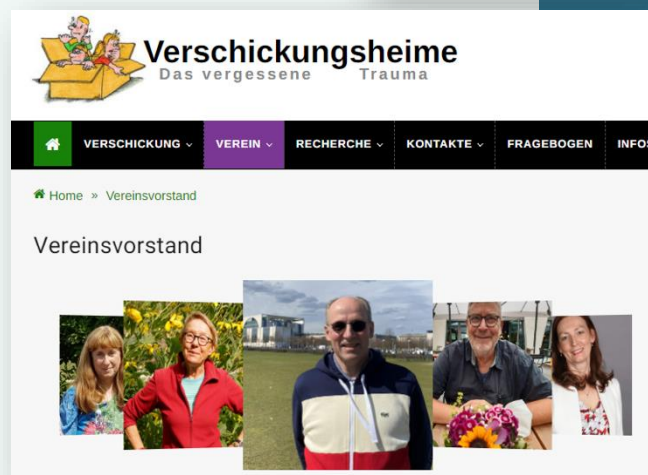 Verschickungsheime
Das vergessene Trauma
VERSCHICKUNG VEREIN RECHERCHE KONTAKTE FRAGEBOGEN INFOS
Home » Vereinsvorstand
Vereinsvorstand